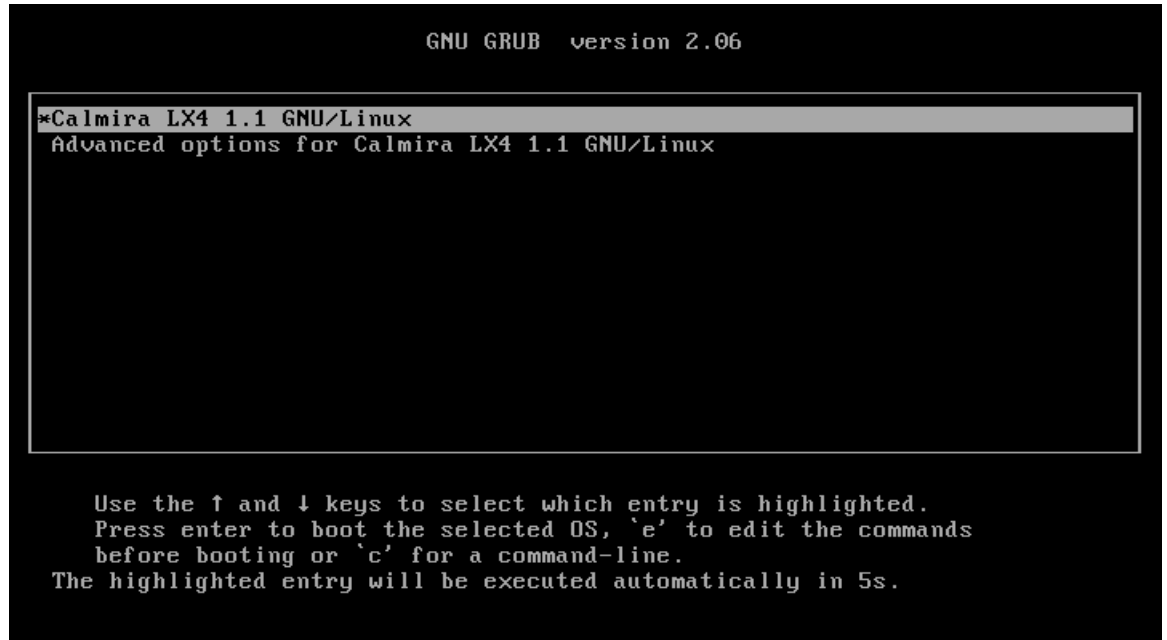 GNU GRUB  version 2.06
*Calmira LX4 1.1 GNU/Linux
Advanced options for Calmira LX4 1.1 GNU/Linux
Use the ↑ and ↓ keys to select which entry is highlighted.
Press enter to boot the selected OS, `e' to edit the commands
before booting or `c' for a command-line.
The highlighted entry will be executed automatically in 5s.